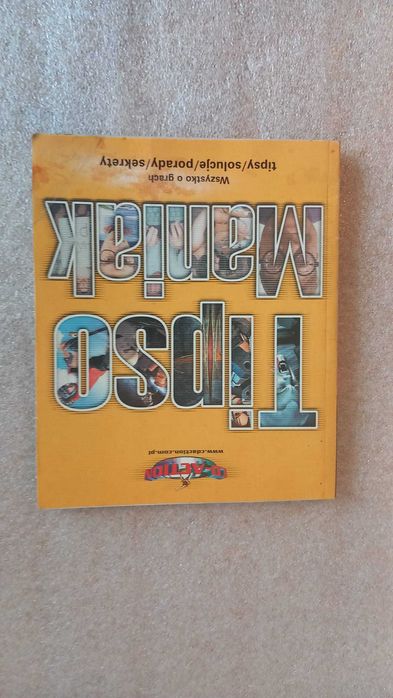 CD-ACTION
www.cdaction.com.pl
Tipso
Maniak
Wszystko o grach
tipsy/solucje/porady/sekrety